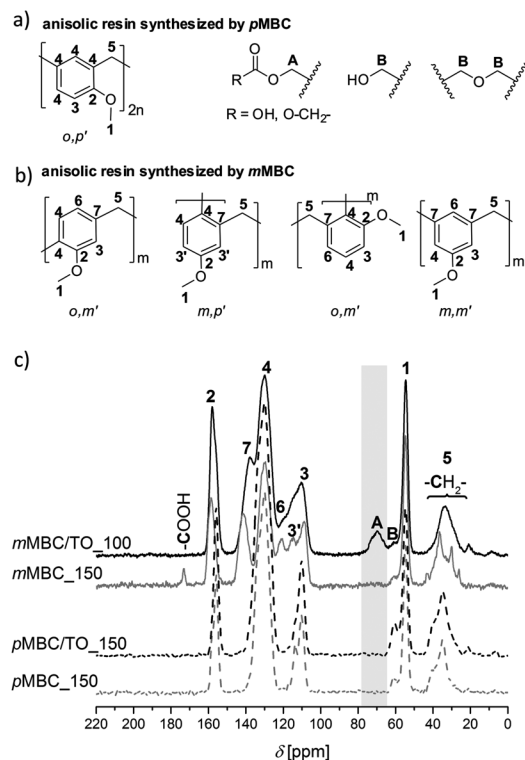 a) anisolic resin synthesized by pMBC
4 4 4 5
4 3 2 O
1
2n
o,p'
O A
R O
R = OH, O-CH2-
B
HO
B B
O
b) anisolic resin synthesized by mMBC
4 6 7 5
4 2 3
O
1
m
o,m'
4 4 7 5
3' 2 3'
O
1
m
m,p'
5 7 4 2 O
6 4 3 1
m
o,m'
7 6 7 5
4 2 3
O
1
m
m,m'
c)
2 7 4 6 3' 3 A B 1 5
-CH2-
-COOH
mMBC/TO_100
mMBC_150
pMBC/TO_150
pMBC_150
220 200 180 160 140 120 100 80 60 40 20 0
δ [ppm]